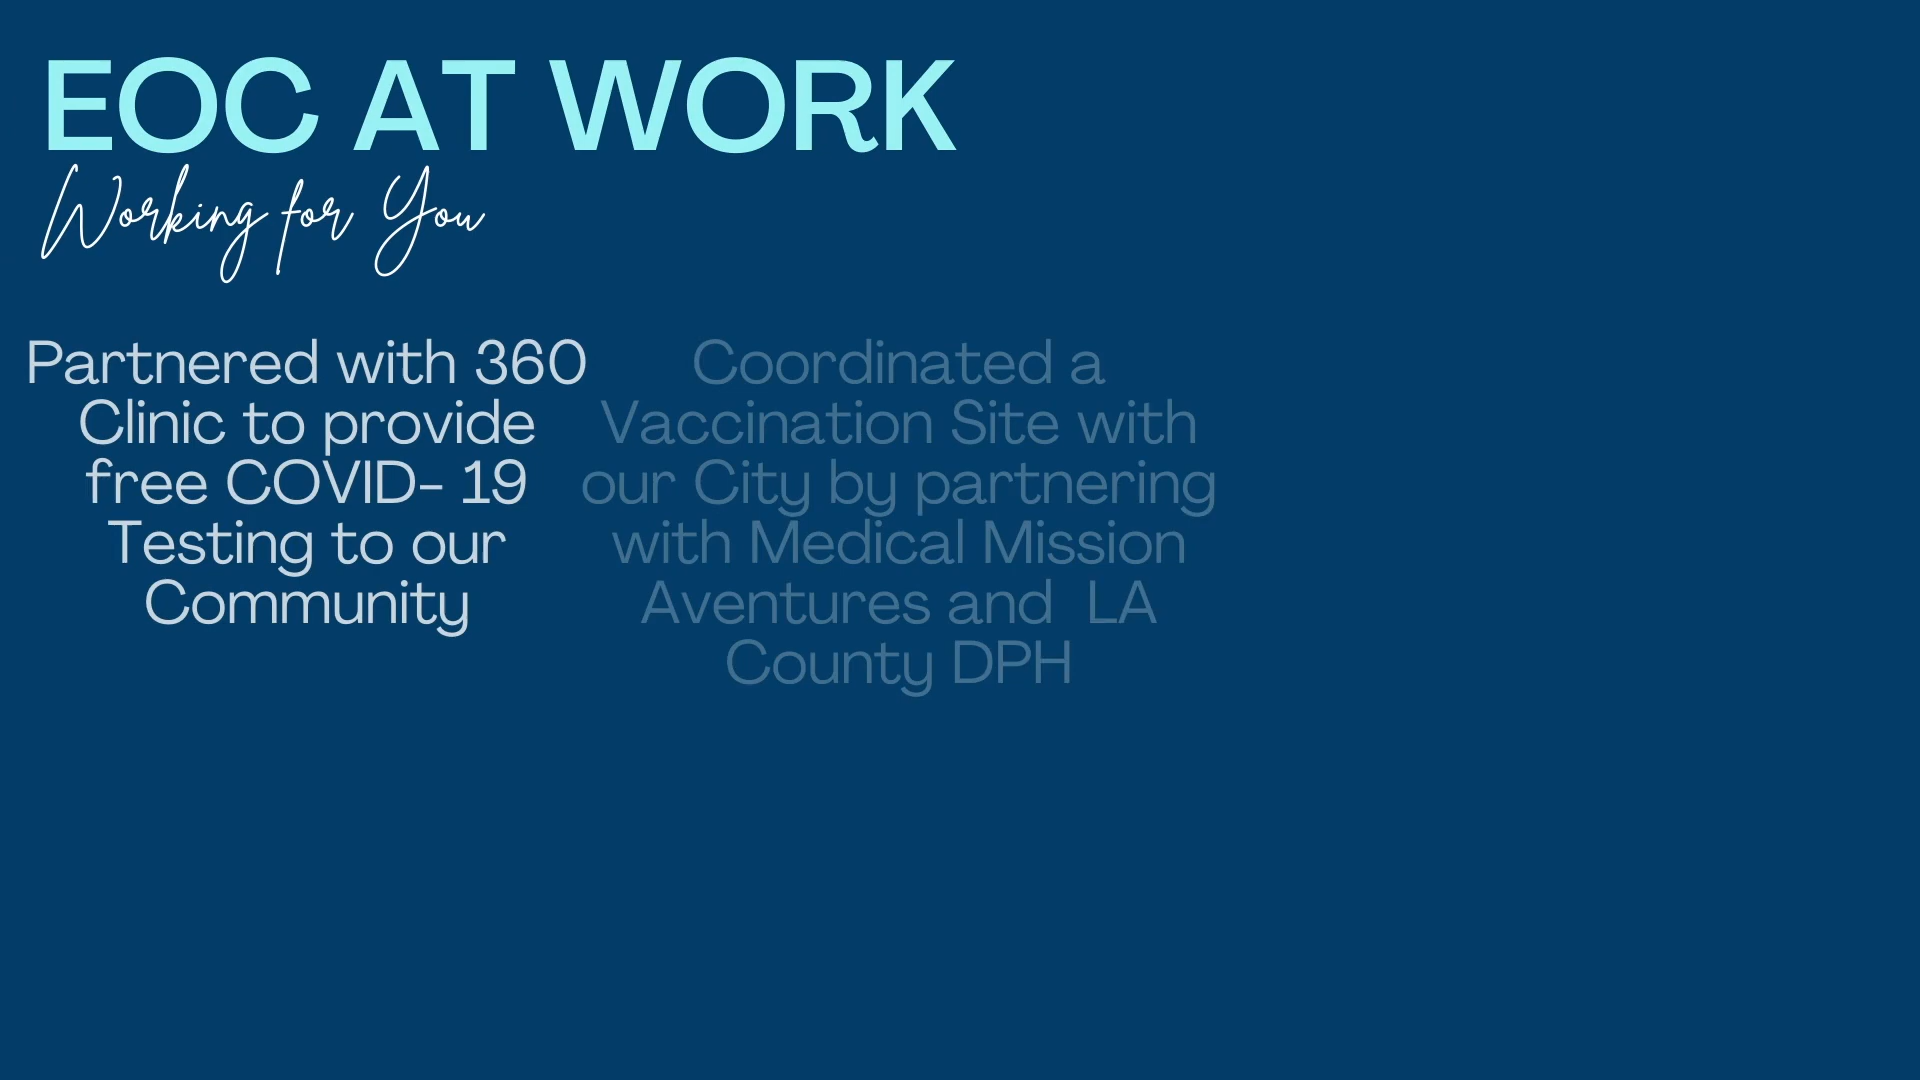 EOC AT WORK
Working for You
Partnered with 360
Clinic to provide
free COVID- 19
Testing to our
Community
Coordinated a
Vaccination Site with
our City by partnering
with Medical Mission
Aventures and  LA
County DPH